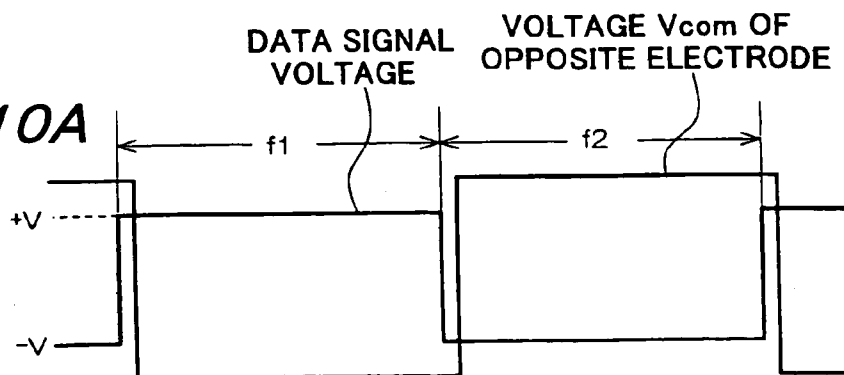 DATA SIGNAL
VOLTAGE
VOLTAGE Vcom OF
OPPOSITE ELECTRODE
10A
f1
f2
+V
-V